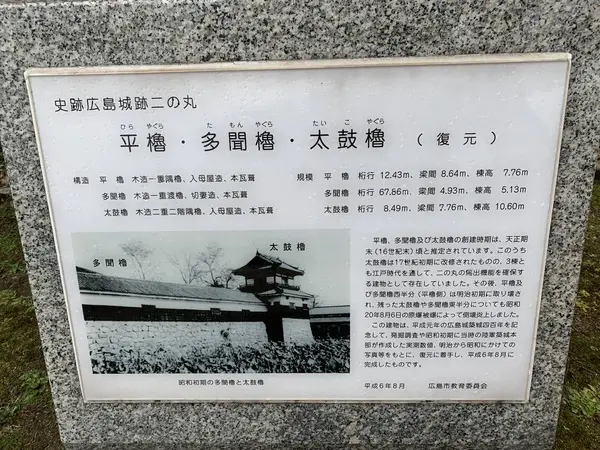 史跡広島城跡二の丸
ひら やぐら た もん やぐら たい こ やぐら
平櫓・多聞櫓・太鼓櫓（復元）
構造 平 櫓 木造一重隅櫓、入母屋造、本瓦葺
多聞櫓 木造一重渡櫓、切妻造、本瓦葺
太鼓櫓 木造二重二階隅櫓、入母屋造、本瓦葺
規模 平 櫓 桁行 12.43m、梁間 8.64m、棟高 7.76m
多聞櫓 桁行 67.86m、梁間 4.93m、棟高 5.13m
太鼓櫓 桁行 8.49m、梁間 7.76m、棟高 10.60m
多聞櫓
太鼓櫓
昭和初期の多聞櫓と太鼓櫓
平櫓、多聞櫓及び太鼓櫓の創建時期は、天正期
末（16世紀末）頃と推定されています。このうち
太鼓櫓は17世紀初期に改修されたものの、3棟と
も江戸時代を通して、二の丸の馬出機能を確保す
る建物として存在していました。その後、平櫓及
び多聞櫓西半分（平櫓側）は明治初期に取り壊さ
れ、残った太鼓櫓や多聞櫓東半分についても昭和
20年8月6日の原爆被爆によって倒壊炎上しました。
この建物は、平成元年の広島城築城四百年を記
念して、発掘調査や昭和初期に当時の陸軍築城本
部が作成した実測数値、明治から昭和にかけての
写真等をもとに、復元に着手し、平成6年8月に
完成したものです。
平成6年8月 広島市教育委員会